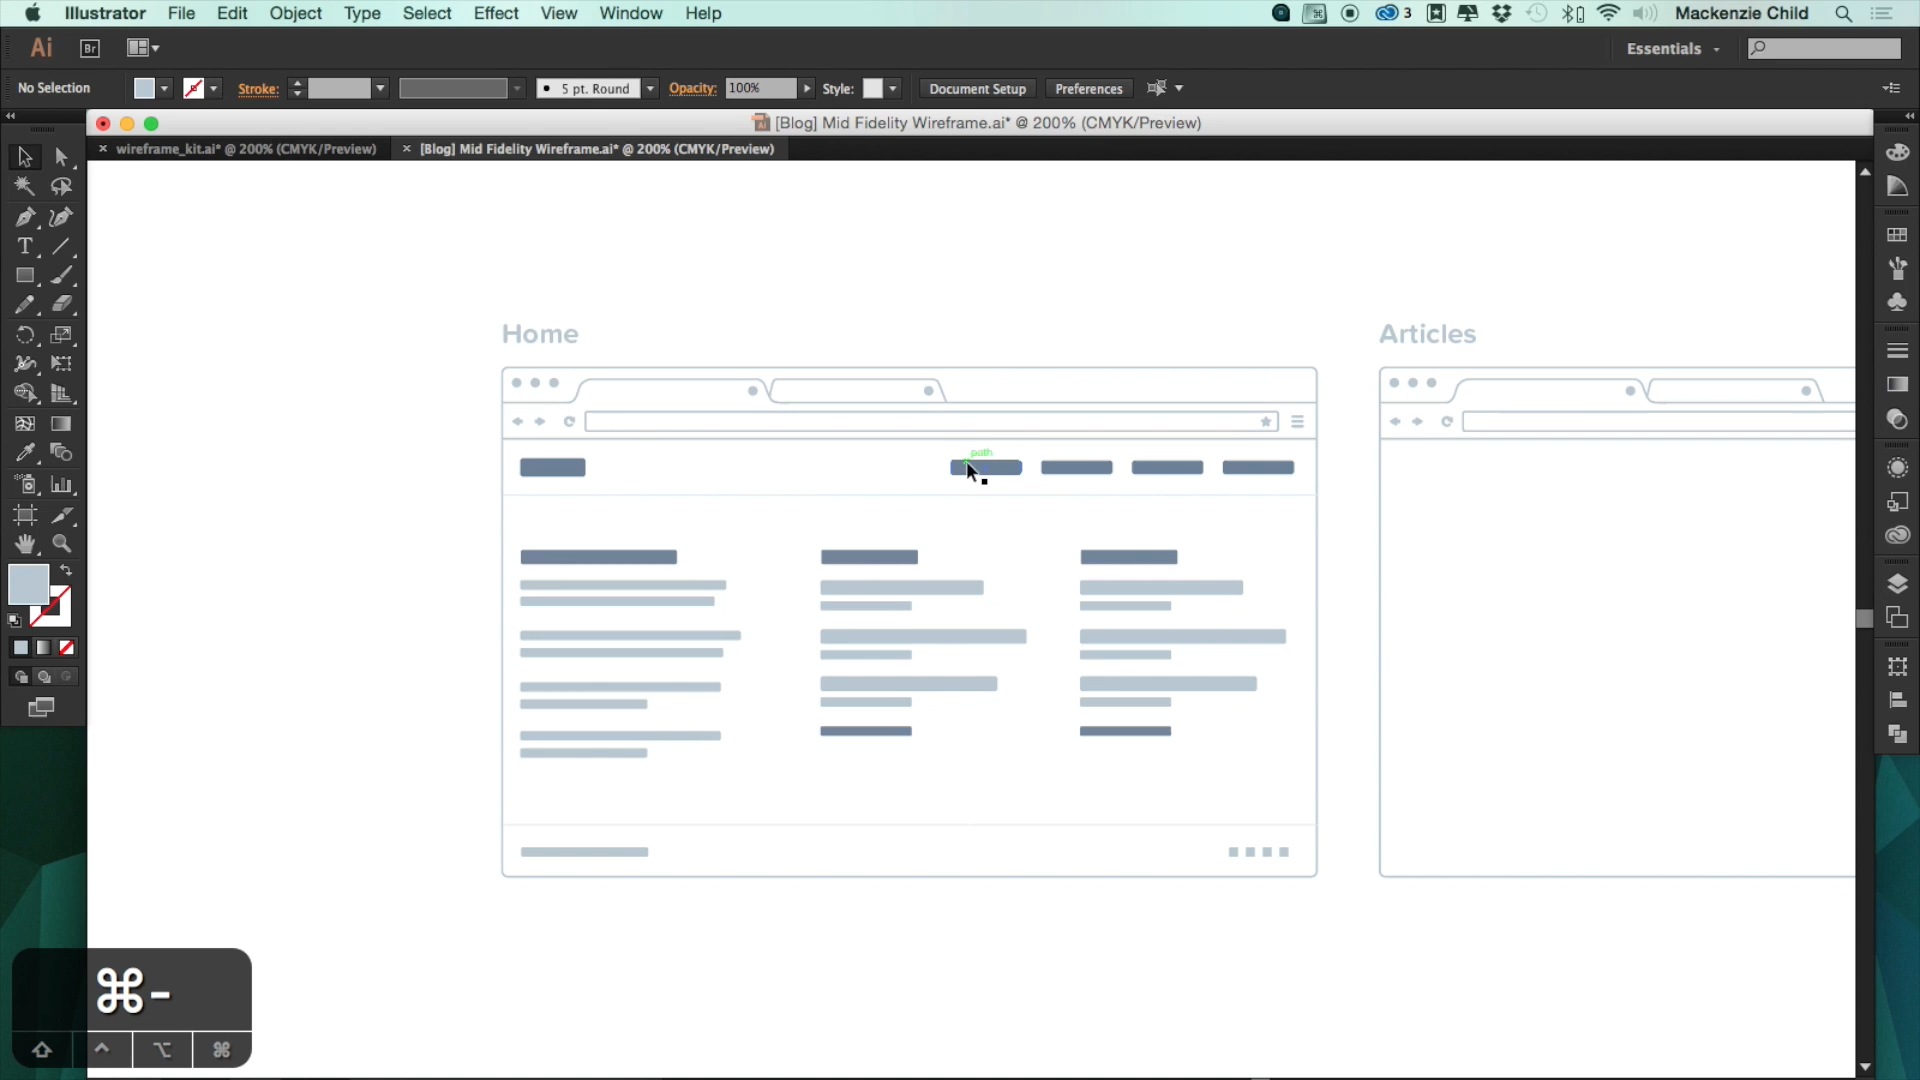 Illustrator File Edit Object Type Select Effect View Window Help 3 Mackenzie Child
Ai Br Essentials
No Selection Stroke: 5 pt. Round Opacity: 100% Style: Document Setup Preferences
[Blog] Mid Fidelity Wireframe.ai* @ 200% (CMYK/Preview)
× wireframe_kit.ai* @ 200% (CMYK/Preview) × [Blog] Mid Fidelity Wireframe.ai* @ 200% (CMYK/Preview)
Home Articles
path
⌘-
⌘